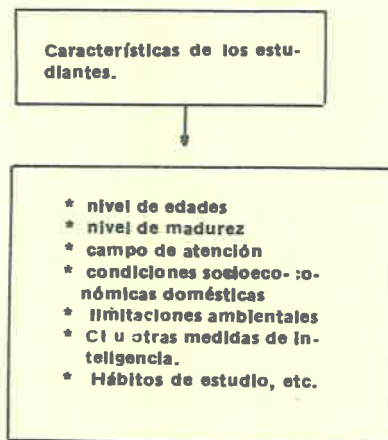 Características de los estu-
diantes.
* nivel de edades
* nivel de madurez
* campo de atención
* condiciones socioeco- :o-
nómicas domésticas
* limitaciones ambientales
* CI u otras medidas de in-
teligencia.
* Hábitos de estudio, etc.